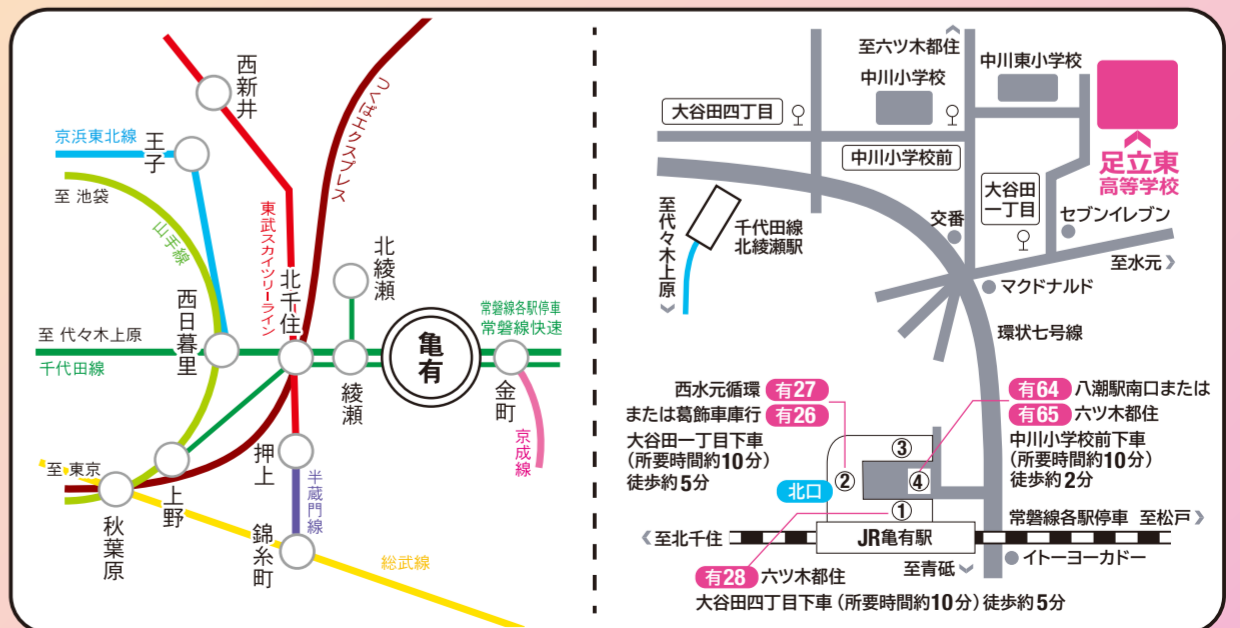 西新井
つくばエクスプレス
京浜東北線
王子
至 池袋
山手線
東武スカイツリーライン
北千住
北綾瀬
西日暮里
至 代々木上原
千代田線
綾瀬
亀有
常磐線各駅停車
常磐線快速
金町
京成線
至 東京
秋葉原
上野
押上
半蔵門線
錦糸町
総武線
至六ツ木都住
中川小学校
中川東小学校
大谷田四丁目
中川小学校前
足立東
高等学校
大谷田
一丁目
セブンイレブン
交番
至水元
至代々木上原
千代田線
北綾瀬駅
マクドナルド
環状七号線
西水元循環 有27
または葛飾車庫行 有26
大谷田一丁目下車
(所要時間約10分)
徒歩約5分
有64 八潮駅南口または
有65 六ツ木都住
中川小学校前下車
(所要時間約10分)
徒歩約2分
③
②
④
①
北口
JR亀有駅
至北千住
常磐線各駅停車 至松戸
イトーヨーカドー
至青砥
有28 六ツ木都住
大谷田四丁目下車 (所要時間約10分) 徒歩約5分